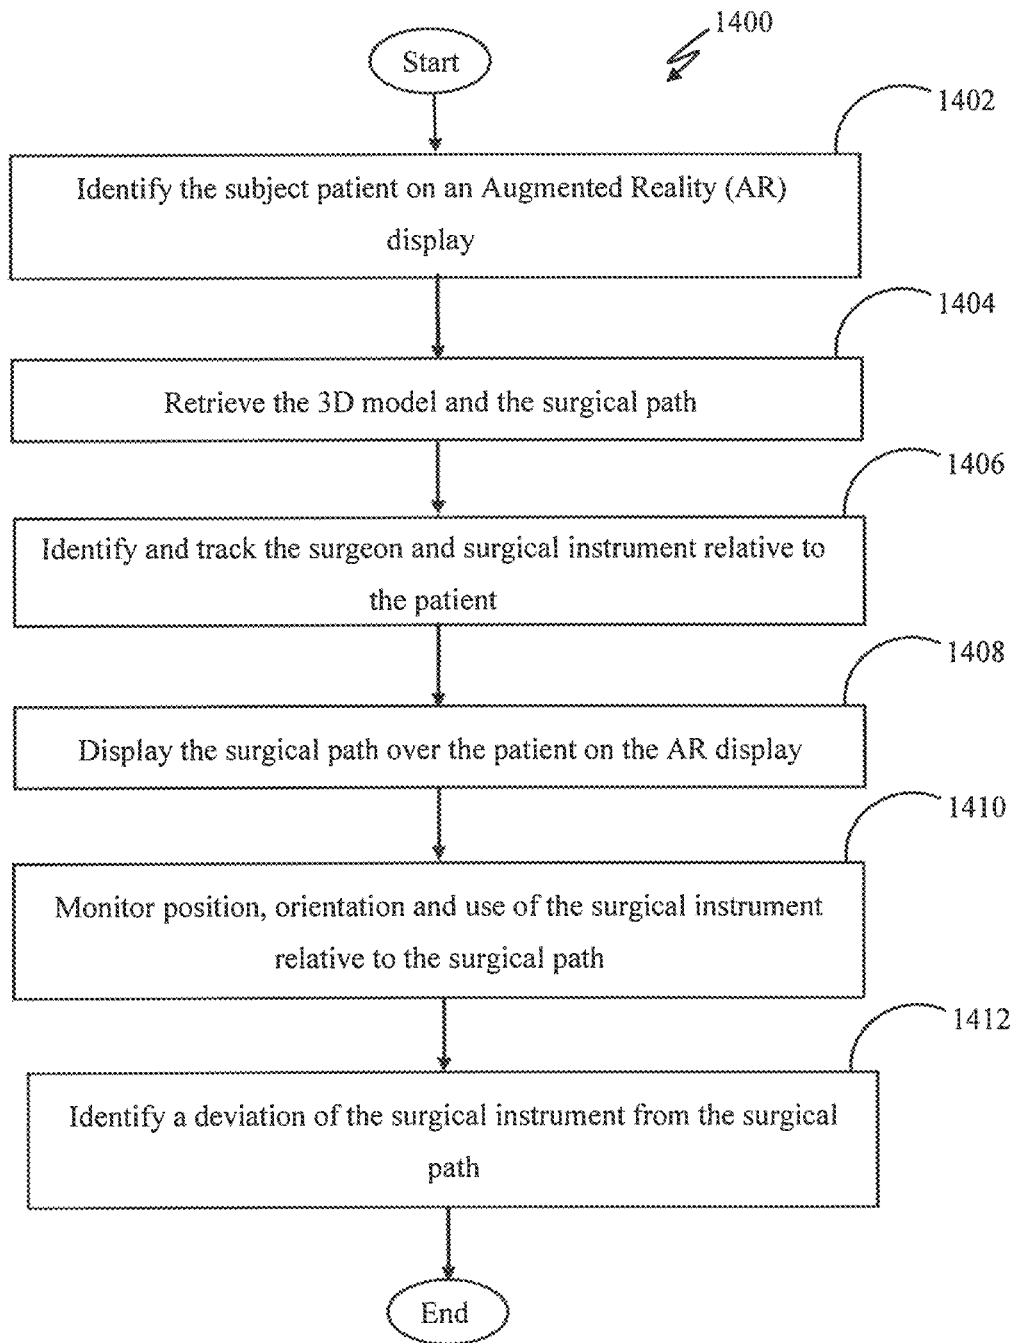 1400
Start
1402
Identify the subject patient on an Augmented Reality (AR)
display
1404
Retrieve the 3D model and the surgical path
1406
Identify and track the surgeon and surgical instrument relative to
the patient
1408
Display the surgical path over the patient on the AR display
1410
Monitor position, orientation and use of the surgical instrument
relative to the surgical path
1412
Identify a deviation of the surgical instrument from the surgical
path
End